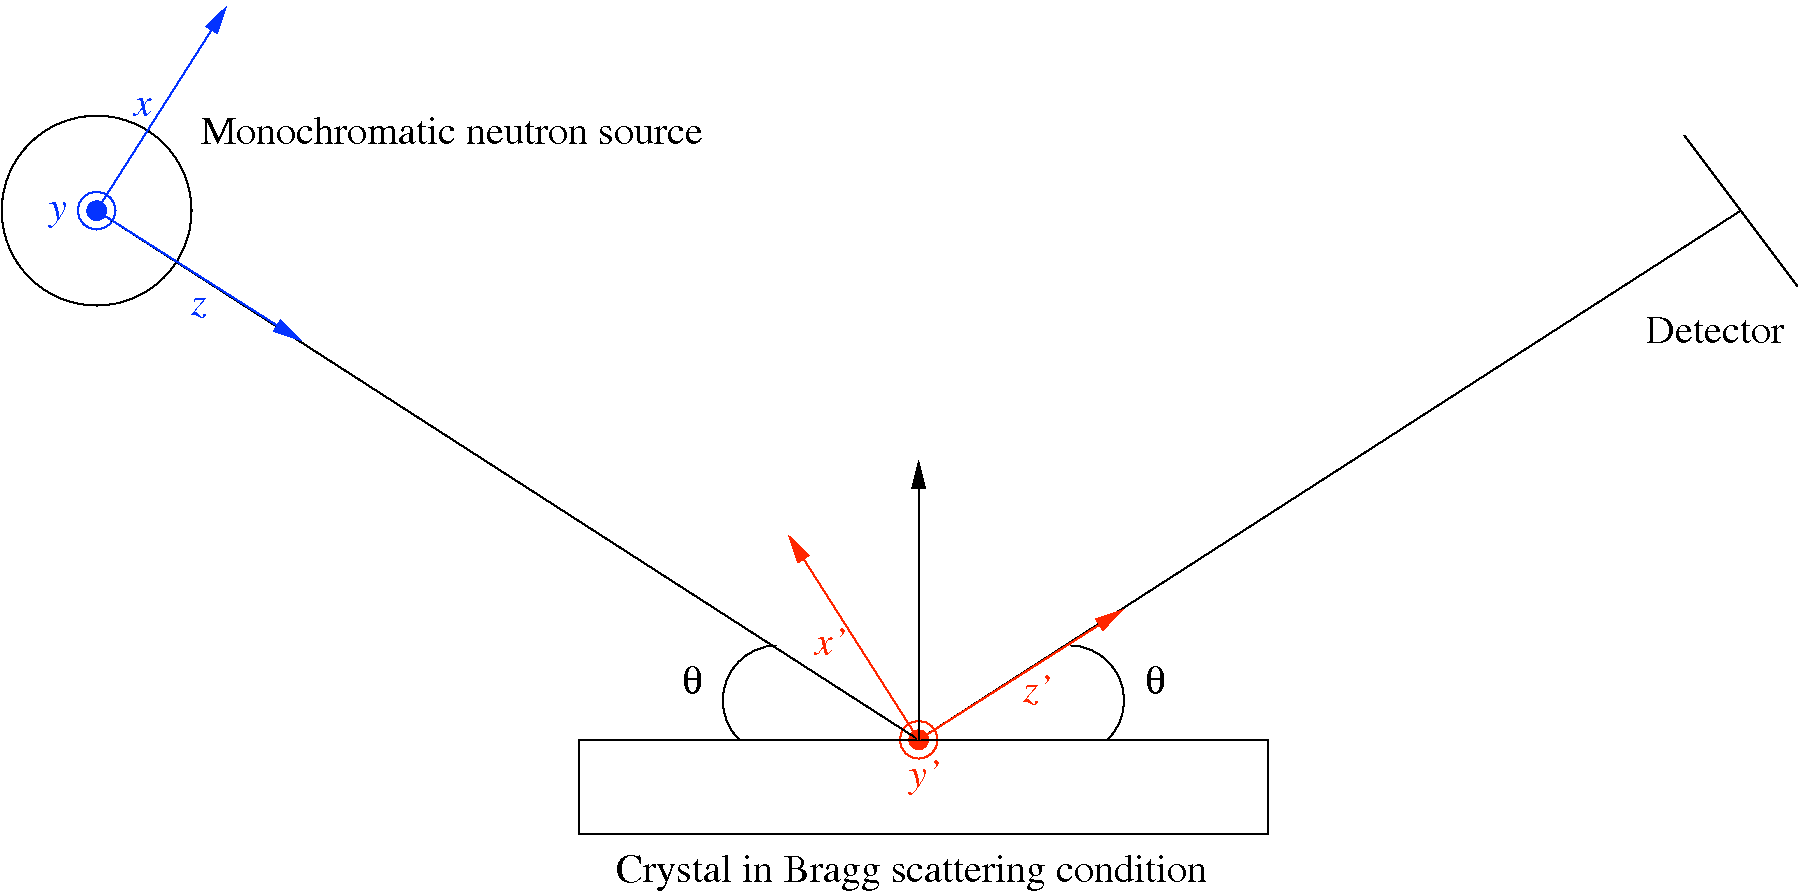 x
Monochromatic neutron source
y
z
Detector
x'
θ
z'
θ
y'
Crystal in Bragg scattering condition